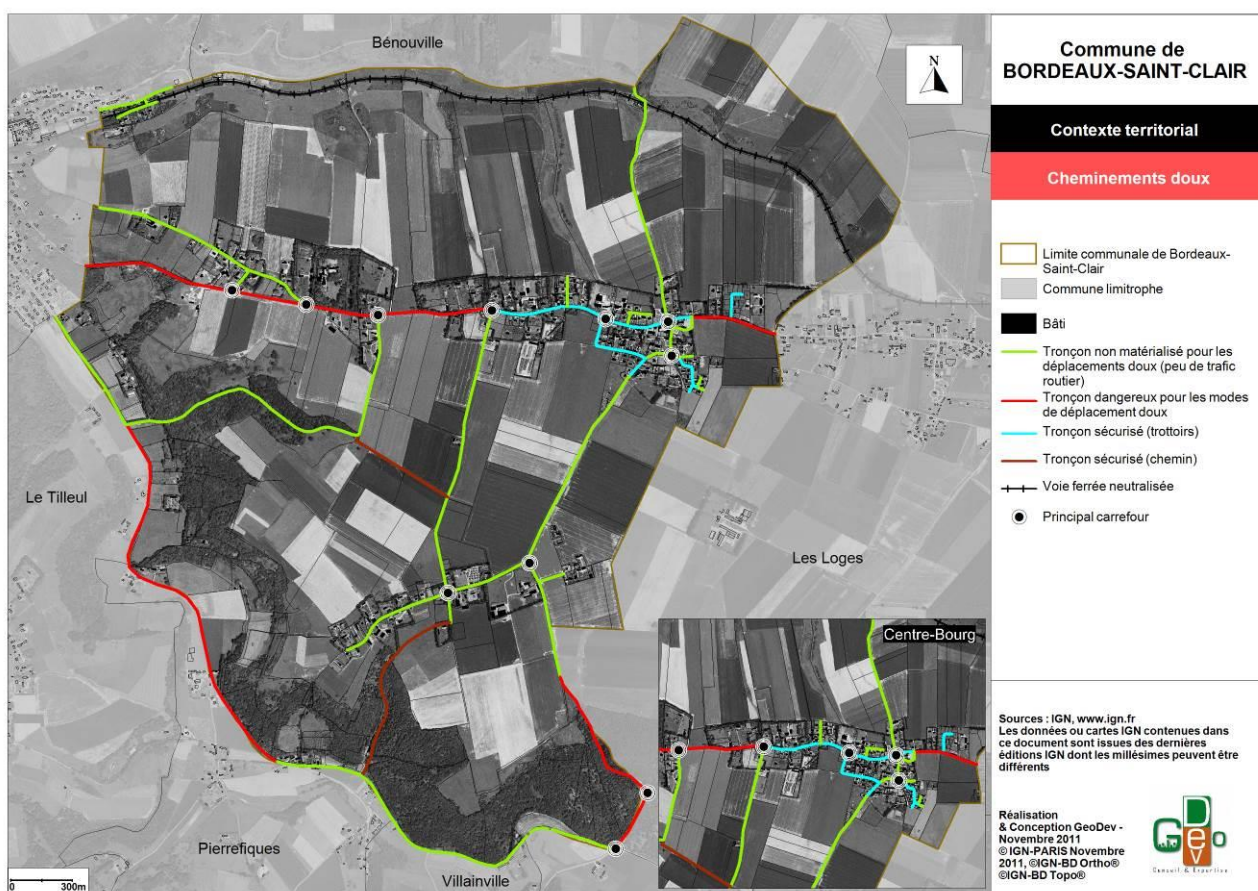 Bénouville
N
Le Tilleul
Les Loges
Pierrefiques
Villainville
Centre-Bourg
0 300m
Commune de
BORDEAUX-SAINT-CLAIR
Contexte territorial
Cheminements doux
Limite communale de Bordeaux-
Saint-Clair
Commune limitrophe
Bâti
Tronçon non matérialisé pour les
déplacements doux (peu de trafic
routier)
Tronçon dangereux pour les modes
de déplacement doux
Tronçon sécurisé (trottoirs)
Tronçon sécurisé (chemin)
Voie ferrée neutralisée
Principal carrefour
Sources : IGN, www.ign.fr
Les données ou cartes IGN contenues dans
ce document sont issues des dernières
éditions IGN dont les millésimes peuvent être
différents
Réalisation
& Conception GeoDev -
Novembre 2011
© IGN-PARIS Novembre
2011, ©IGN-BD Ortho®
©IGN-BD Topo®
GeoDev
Conseil & Expertise